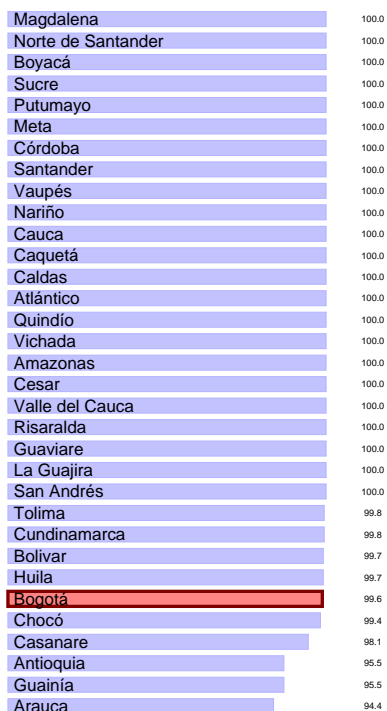 Magdalena 100.0
Norte de Santander 100.0
Boyacá 100.0
Sucre 100.0
Putumayo 100.0
Meta 100.0
Córdoba 100.0
Santander 100.0
Vaupés 100.0
Nariño 100.0
Cauca 100.0
Caquetá 100.0
Caldas 100.0
Atlántico 100.0
Quindío 100.0
Vichada 100.0
Amazonas 100.0
Cesar 100.0
Valle del Cauca 100.0
Risaralda 100.0
Guaviare 100.0
La Guajira 100.0
San Andrés 100.0
Tolima 99.8
Cundinamarca 99.8
Bolivar 99.7
Huila 99.7
Bogotá 99.6
Chocó 99.4
Casanare 98.1
Antioquia 95.5
Guainía 95.5
Arauca 94.4